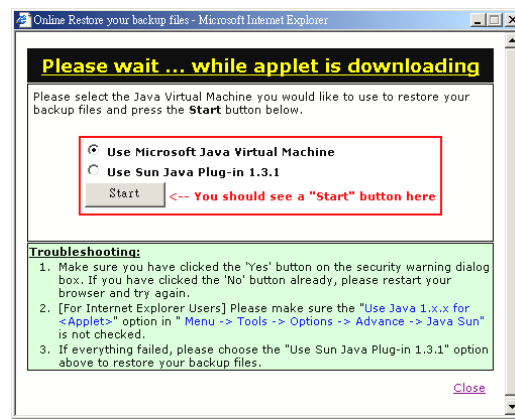 Online Restore your backup files - Microsoft Internet Explorer
Please wait ... while applet is downloading
Please select the Java Virtual Machine you would like to use to restore your
backup files and press the Start button below.
Use Microsoft Java Virtual Machine
Use Sun Java Plug-in 1.3.1
Start <-- You should see a "Start" button here
Troubleshooting:
1. Make sure you have clicked the 'Yes' button on the security warning dialog
box. If you have clicked the 'No' button already, please restart your
browser and try again.
2. [For Internet Explorer Users] Please make sure the "Use Java 1.x.x for
<Applet>" option in " Menu -> Tools -> Options -> Advance -> Java Sun"
is not checked.
3. If everything failed, please choose the "Use Sun Java Plug-in 1.3.1" option
above to restore your backup files.
Close